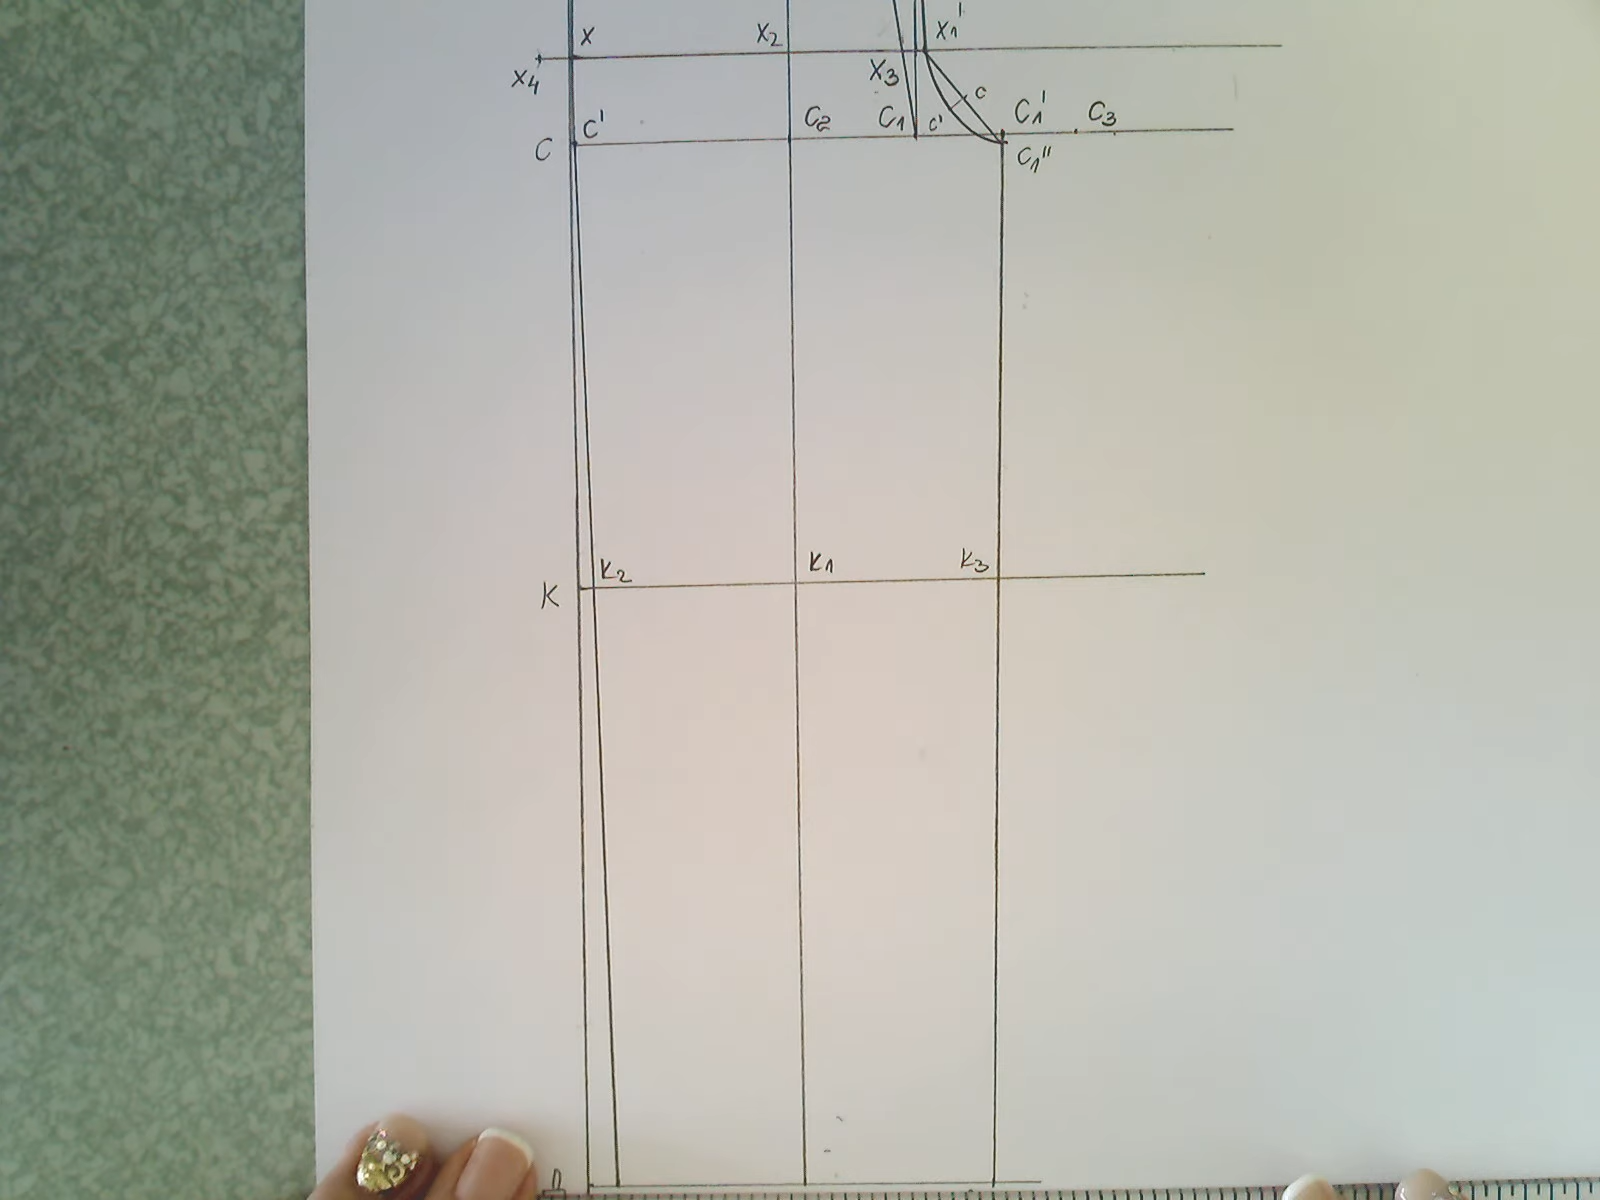 X X2 X1'
X4 X3 c
C' C2 C1 c' C1' C3
C C1"
K2 K1 K3
K